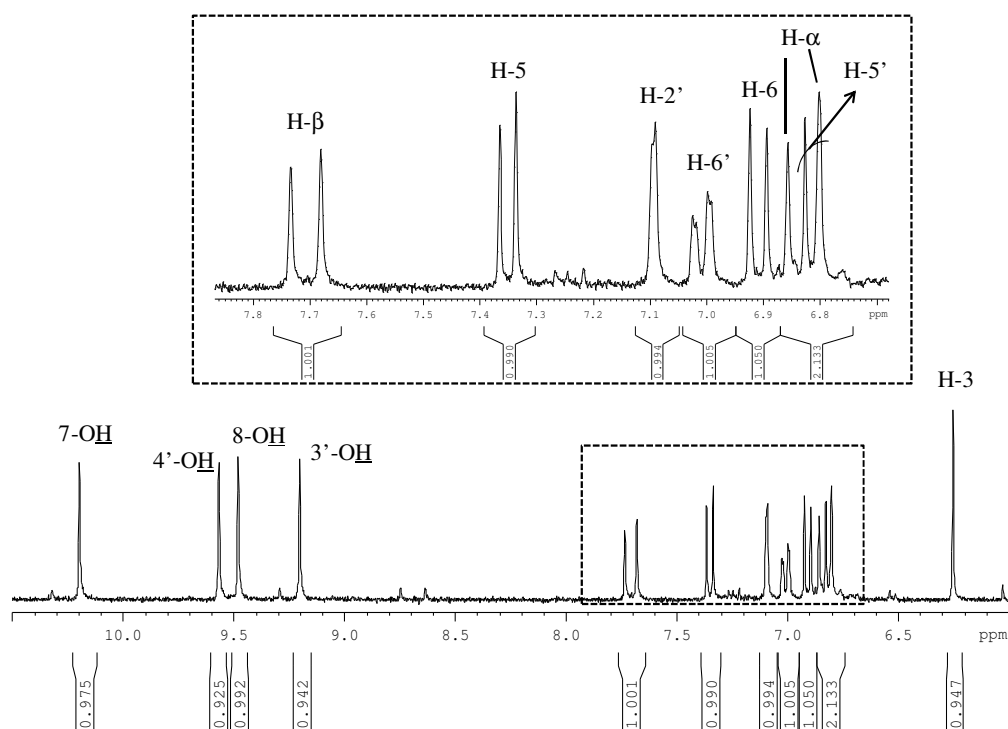 H-α
H-5 H-5’
H-β H-2’ H-6
H-6’
7.8 7.7 7.6 7.5 7.4 7.3 7.2 7.1 7.0 6.9 6.8 ppm
1.001 0.990 0.994 1.005 1.050 2.133
H-3
7-OH 8-OH
4’-OH 3’-OH
10.0 9.5 9.0 8.5 8.0 7.5 7.0 6.5 ppm
0.975 0.925 0.992 0.942 1.001 0.990 0.994 1.005 1.050 2.133 0.947